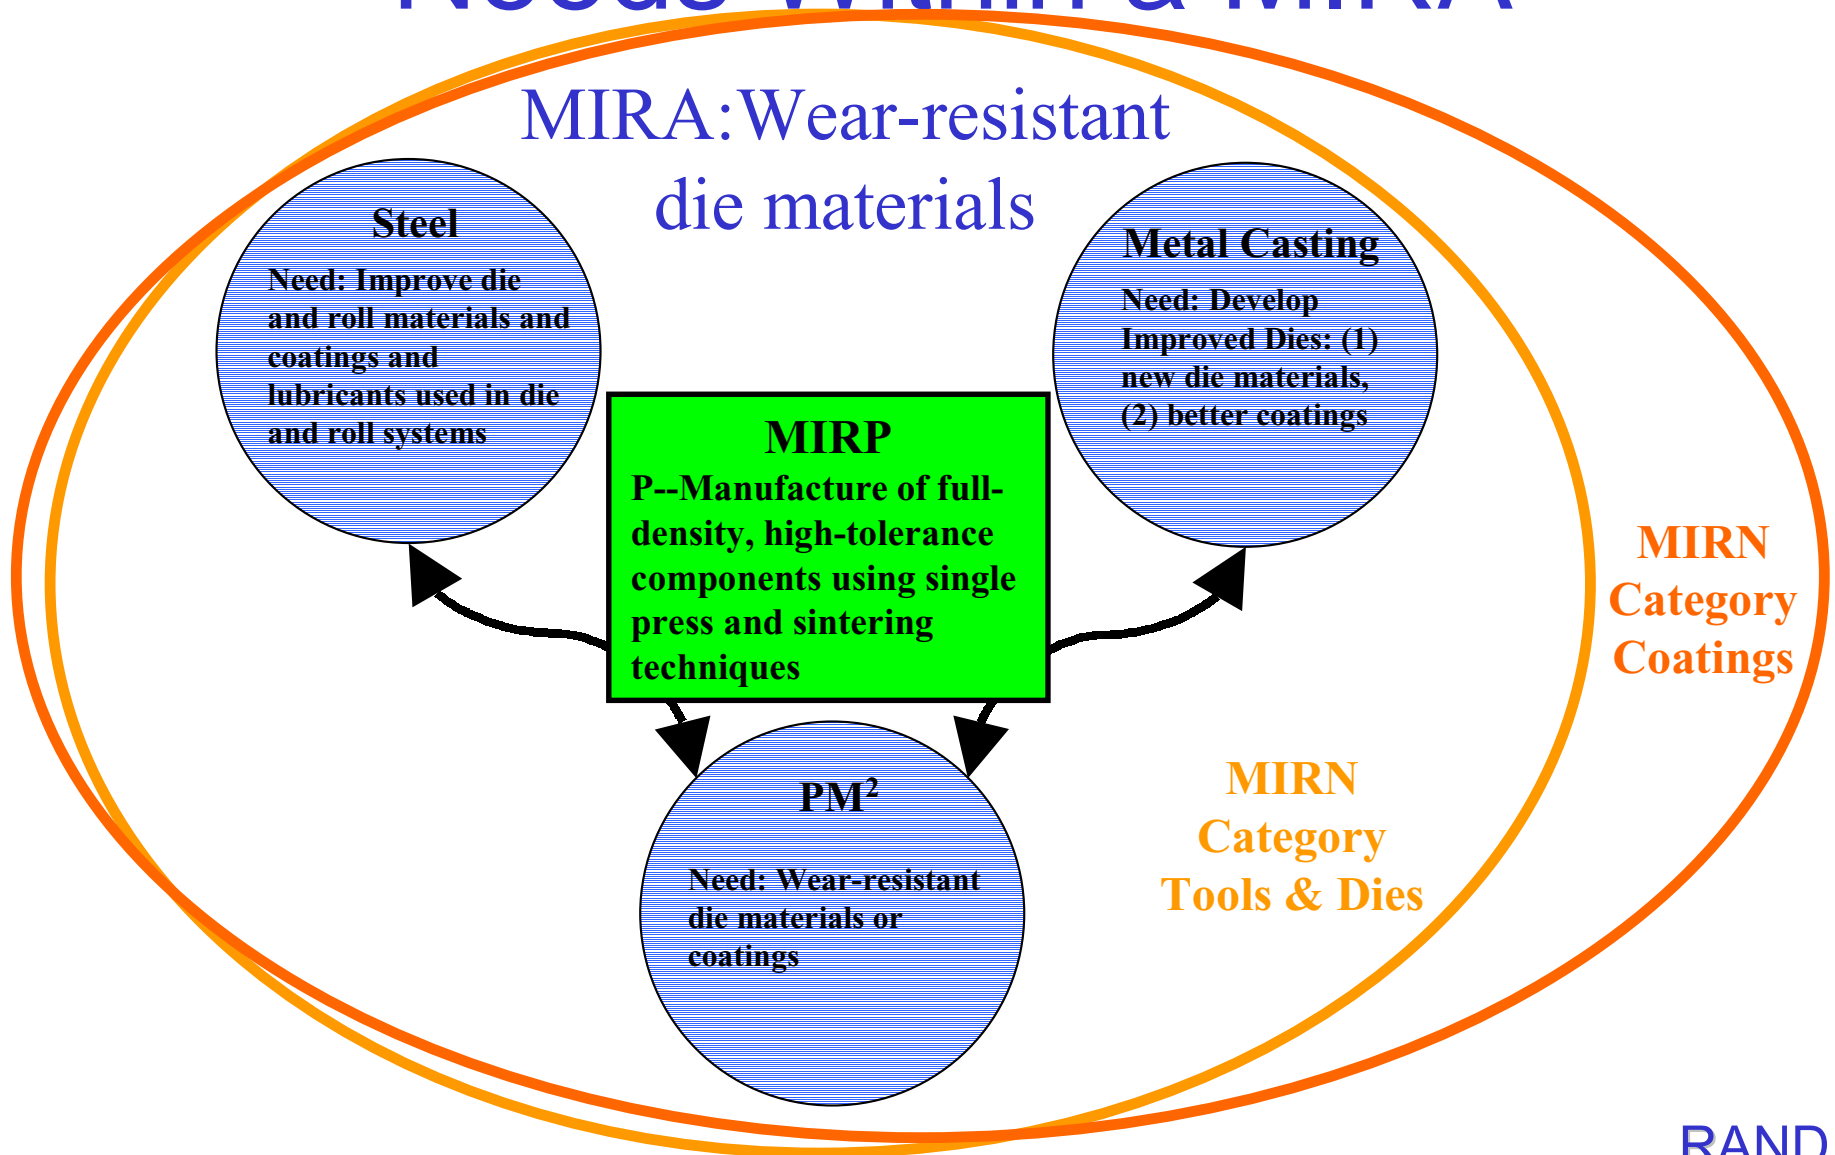 Needs Within a MIRA
MIRA:Wear-resistant
die materials
Steel
Need: Improve die
and roll materials and
coatings and
lubricants used in die
and roll systems
Metal Casting
Need: Develop
Improved Dies: (1)
new die materials,
(2) better coatings
MIRP
P--Manufacture of full-
density, high-tolerance
components using single
press and sintering
techniques
MIRN
Category
Coatings
MIRN
Category
Tools & Dies
PM²
Need: Wear-resistant
die materials or
coatings
RAND